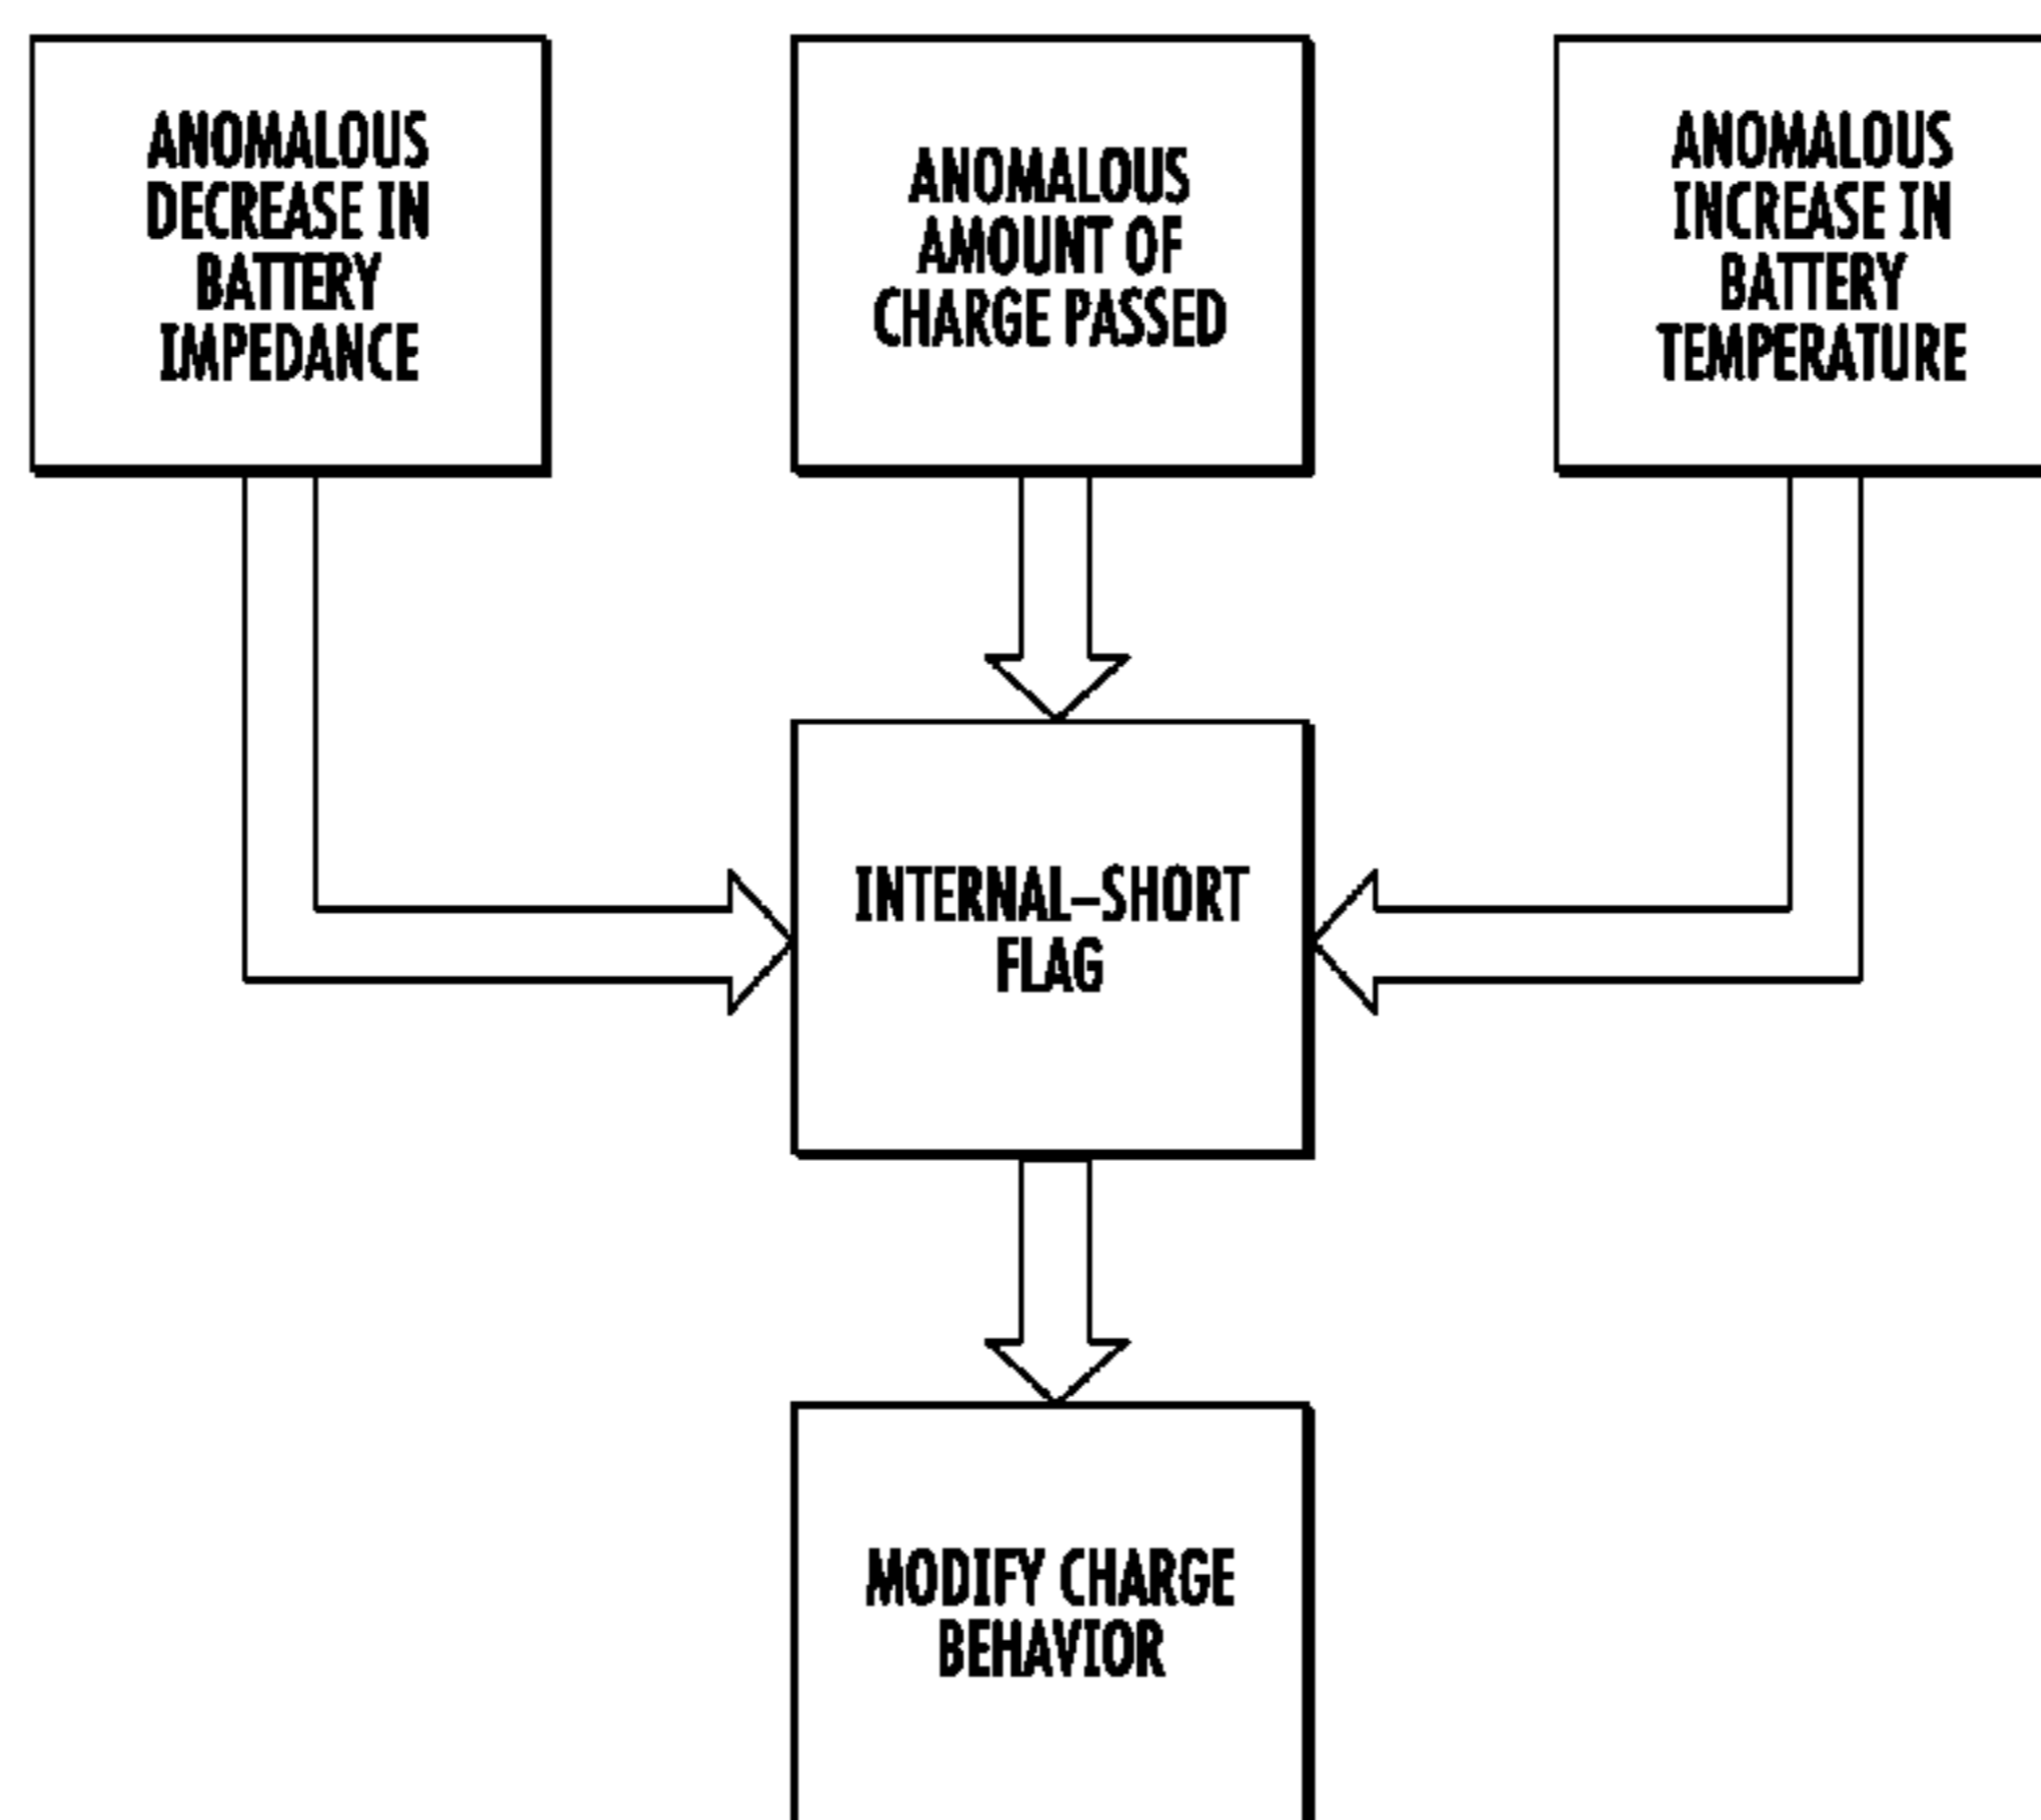 ANOMALOUS
DECREASE IN
BATTERY
IMPEDANCE
ANOMALOUS
AMOUNT OF
CHARGE PASSED
ANOMALOUS
INCREASE IN
BATTERY
TEMPERATURE
INTERNAL–SHORT
FLAG
MODIFY CHARGE
BEHAVIOR